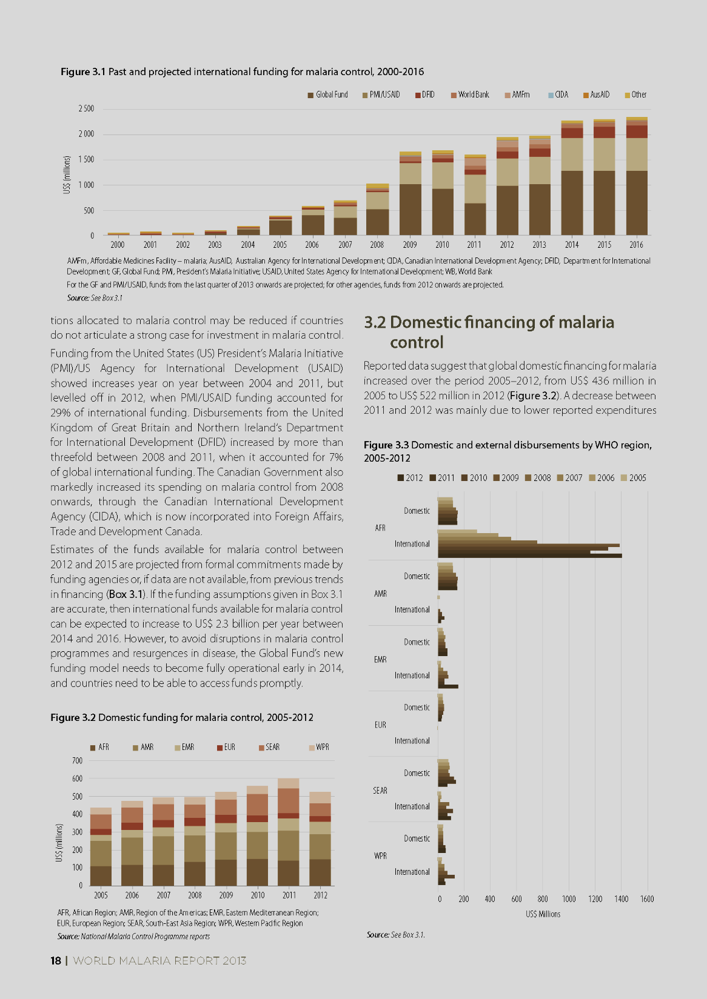 Figure 3.1 Past and projected international funding for malaria control, 2000-2016
Global Fund PMI/USAID DFID World Bank AMFm CIDA AusAID Other
US$ (millions)
2 500
2 000
1 500
1 000
500
0
2000 2001 2002 2003 2004 2005 2006 2007 2008 2009 2010 2011 2012 2013 2014 2015 2016
AMFm, Affordable Medicines Facility – malaria; AusAID, Australian Agency for International Development; CIDA, Canadian International Development Agency; DFID, Department for International
Development; GF, Global Fund; PMI, President's Malaria Initiative; USAID, United States Agency for International Development; WB, World Bank
For the GF and PMI/USAID, funds from the last quarter of 2013 onwards are projected; for other agencies, funds from 2012 onwards are projected.
Source: See Box 3.1
tions allocated to malaria control may be reduced if countries
do not articulate a strong case for investment in malaria control.
Funding from the United States (US) President's Malaria Initiative
(PMI)/US Agency for International Development (USAID)
showed increases year on year between 2004 and 2011, but
levelled off in 2012, when PMI/USAID funding accounted for
29% of international funding. Disbursements from the United
Kingdom of Great Britain and Northern Ireland's Department
for International Development (DFID) increased by more than
threefold between 2008 and 2011, when it accounted for 7%
of global international funding. The Canadian Government also
markedly increased its spending on malaria control from 2008
onwards, through the Canadian International Development
Agency (CIDA), which is now incorporated into Foreign Affairs,
Trade and Development Canada.
Estimates of the funds available for malaria control between
2012 and 2015 are projected from formal commitments made by
funding agencies or, if data are not available, from previous trends
in financing (Box 3.1). If the funding assumptions given in Box 3.1
are accurate, then international funds available for malaria control
can be expected to increase to US$ 2.3 billion per year between
2014 and 2016. However, to avoid disruptions in malaria control
programmes and resurgences in disease, the Global Fund's new
funding model needs to become fully operational early in 2014,
and countries need to be able to access funds promptly.
Figure 3.2 Domestic funding for malaria control, 2005-2012
AFR AMR EMR EUR SEAR WPR
US$ (millions)
700
600
500
400
300
200
100
0
2005 2006 2007 2008 2009 2010 2011 2012
AFR, African Region; AMR, Region of the Americas; EMR, Eastern Mediterranean Region;
EUR, European Region; SEAR, South-East Asia Region; WPR, Western Pacific Region
Source: National Malaria Control Programme reports
3.2 Domestic financing of malaria
control
Reported data suggest that global domestic financing for malaria
increased over the period 2005–2012, from US$ 436 million in
2005 to US$ 522 million in 2012 (Figure 3.2). A decrease between
2011 and 2012 was mainly due to lower reported expenditures
Figure 3.3 Domestic and external disbursements by WHO region,
2005-2012
2012 2011 2010 2009 2008 2007 2006 2005
AFR
Domestic
International
AMR
Domestic
International
EMR
Domestic
International
EUR
Domestic
International
SEAR
Domestic
International
WPR
Domestic
International
0 200 400 600 800 1000 1200 1400 1600
US$ Millions
Source: See Box 3.1.
18 | WORLD MALARIA REPORT 2013